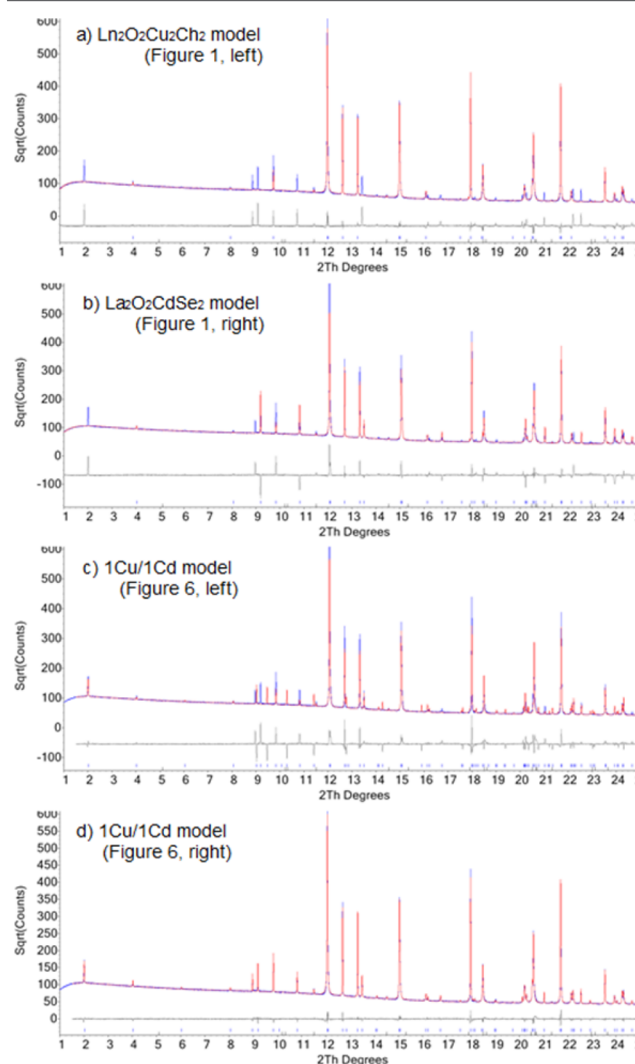 a) Ln₂O₂Cu₂Ch₂ model
(Figure 1, left)
Sqrt(Counts)
600
500
400
300
200
100
0
1 2 3 4 5 6 7 8 9 10 11 12 13 14 15 16 17 18 19 20 21 22 23 24
2Th Degrees
b) La₂O₂CdSe₂ model
(Figure 1, right)
Sqrt(Counts)
600
500
400
300
200
100
0
-100
1 2 3 4 5 6 7 8 9 10 11 12 13 14 15 16 17 18 19 20 21 22 23 24
2Th Degrees
c) 1Cu/1Cd model
(Figure 6, left)
Sqrt(Counts)
600
500
400
300
200
100
0
-100
1 2 3 4 5 6 7 8 9 10 11 12 13 14 15 16 17 18 19 20 21 22 23 24
2Th Degrees
d) 1Cu/1Cd model
(Figure 6, right)
Sqrt(Counts)
600
550
500
450
400
350
300
250
200
150
100
50
0
1 2 3 4 5 6 7 8 9 10 11 12 13 14 15 16 17 18 19 20 21 22 23 24
2Th Degrees